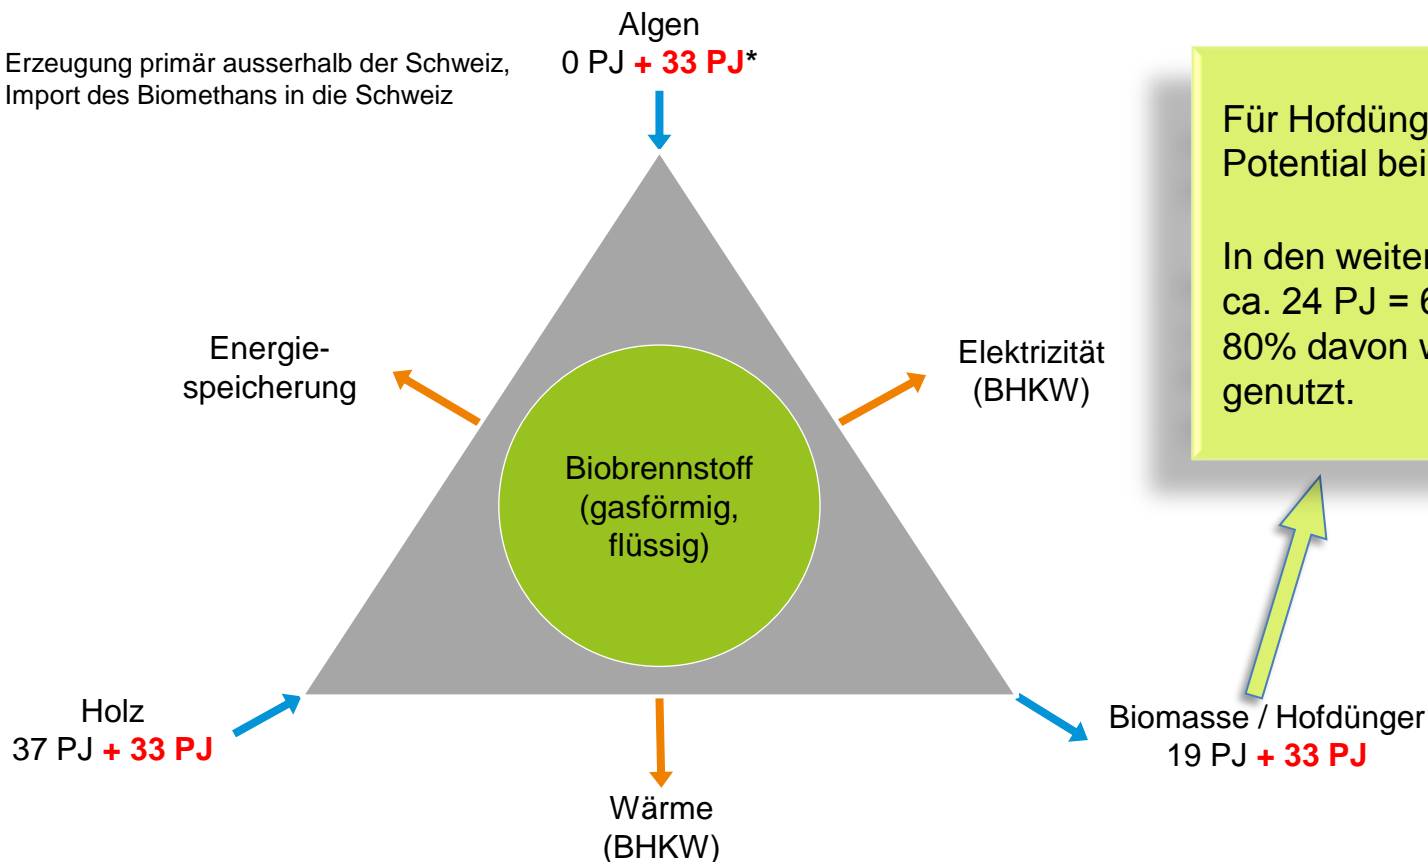 Algen
0 PJ + 33 PJ*
Erzeugung primär ausserhalb der Schweiz,
Import des Biomethans in die Schweiz
Für Hofdüng
Potential bei
In den weiter
ca. 24 PJ = 6
80% davon w
genutzt.
Energie-
speicherung
Elektrizität
(BHKW)
Biobrennstoff
(gasförmig,
flüssig)
Holz
37 PJ + 33 PJ
Biomasse / Hofdünger
19 PJ + 33 PJ
Wärme
(BHKW)